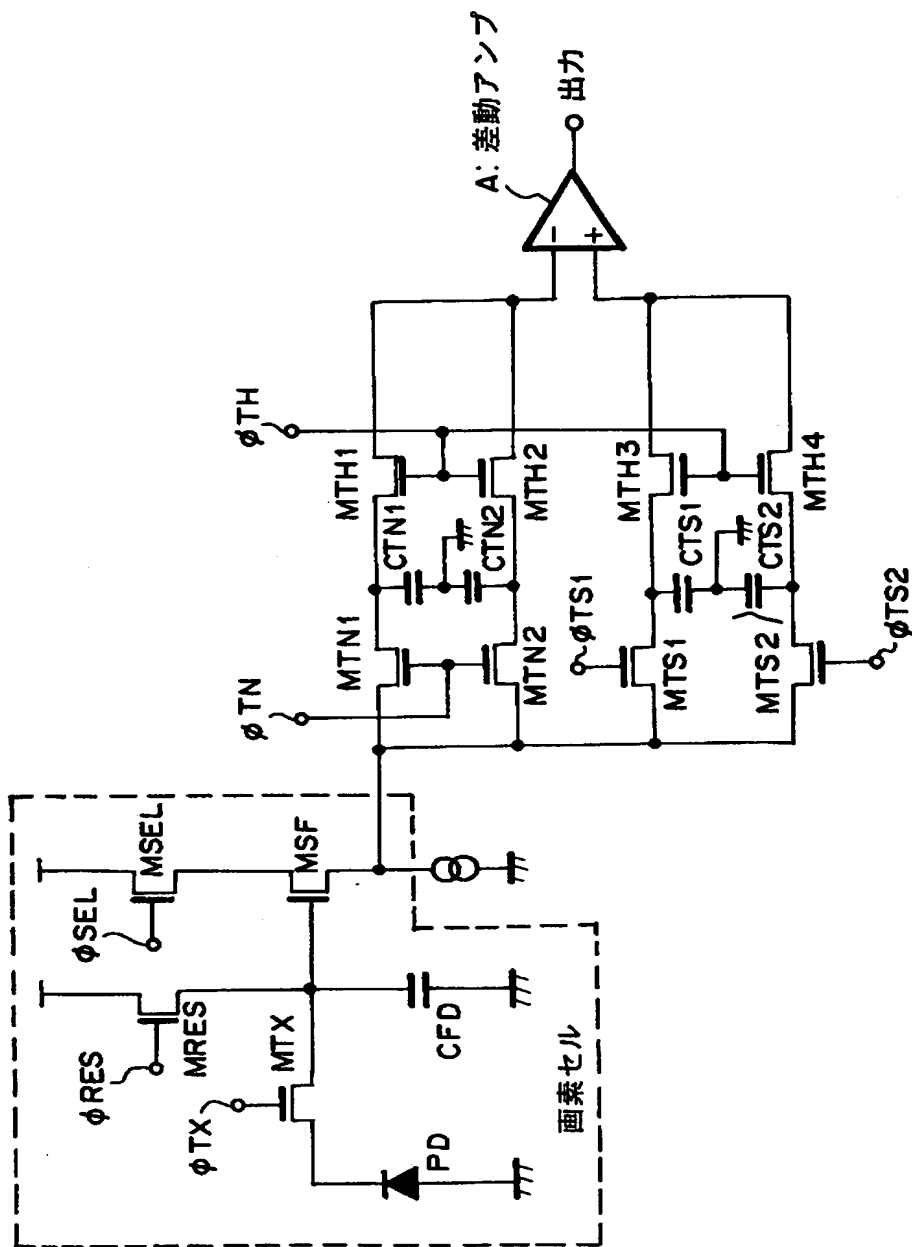 φRES
φSEL
MRES
MSEL
φTX
MTX
MSF
PD
CFD
画素セル
φTN
φTH
MTN1
MTH1
CTN1
MTN2
CTN2
MTH2
φTS1
MTS1
CTS1
MTH3
MTS2
CTS2
MTH4
φTS2
A: 差動アンプ
−
+
出力